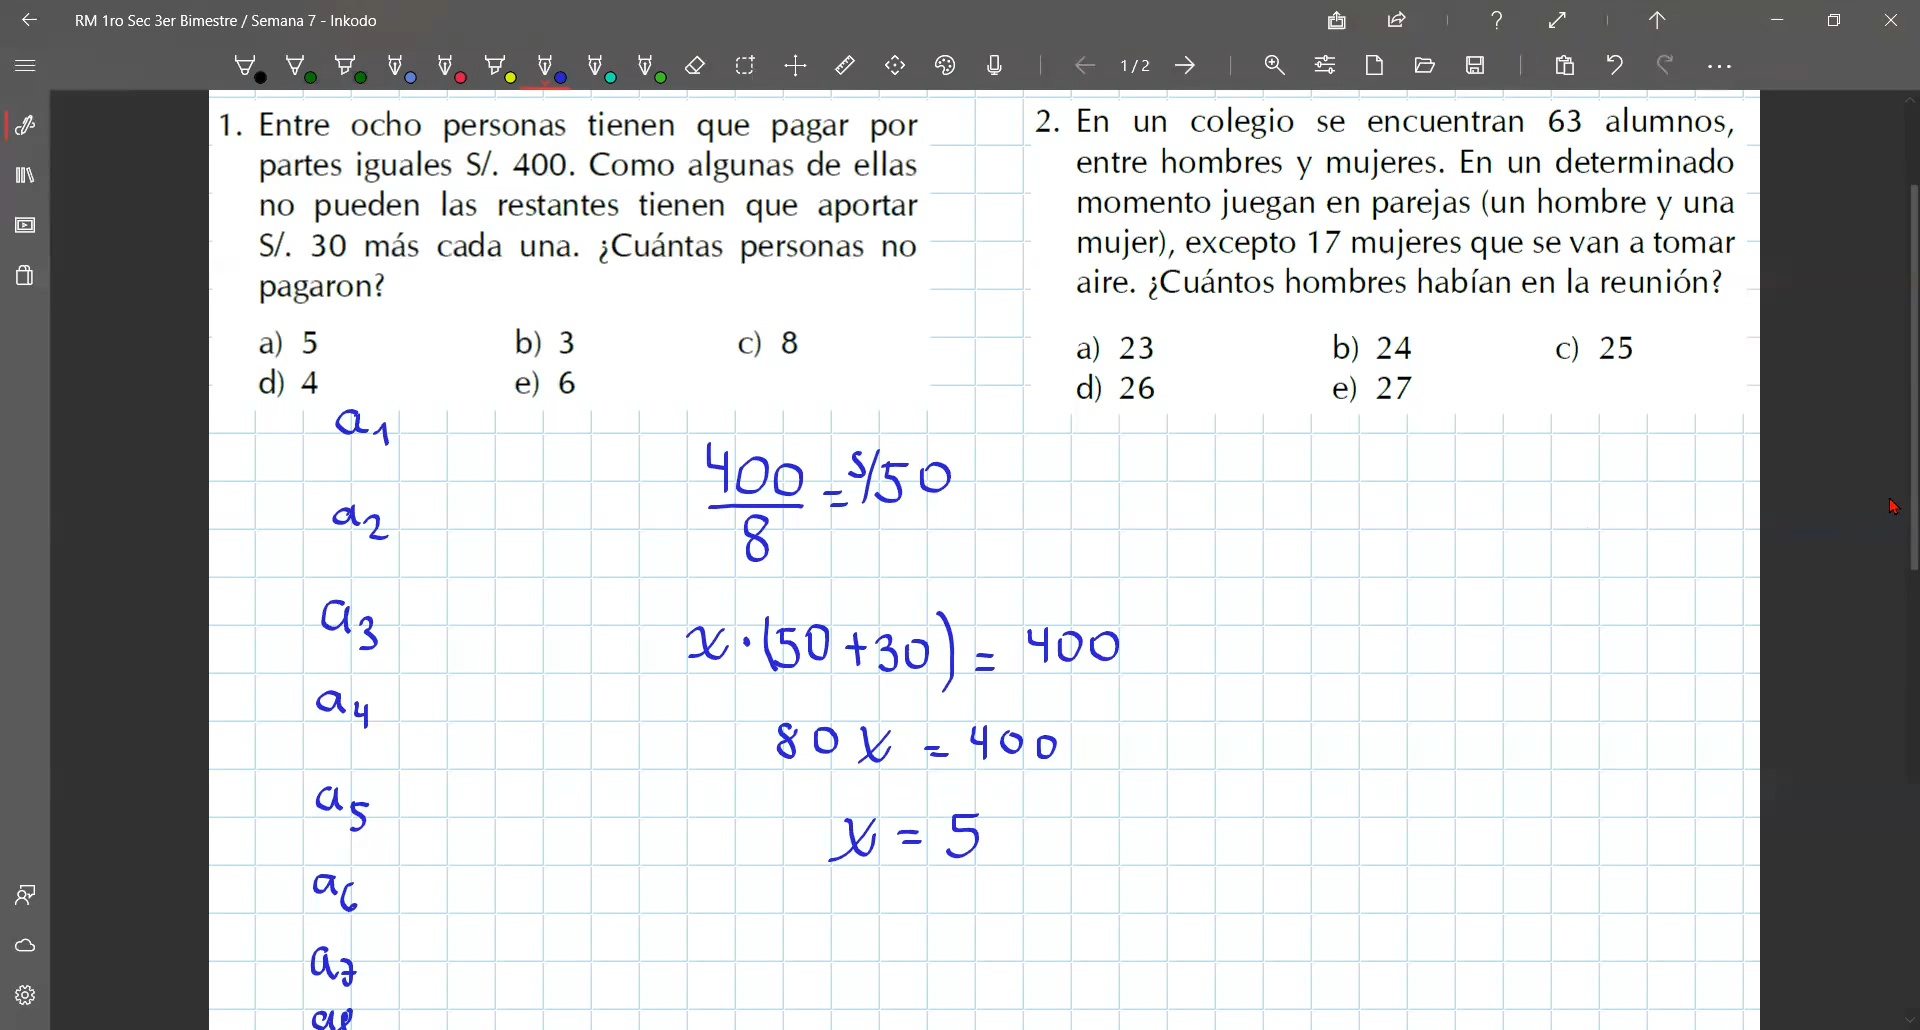 RM 1ro Sec 3er Bimestre / Semana 7 - Inkodo
1 / 2
1. Entre ocho personas tienen que pagar por
partes iguales S/. 400. Como algunas de ellas
no pueden las restantes tienen que aportar
S/. 30 más cada una. ¿Cuántas personas no
pagaron?
a) 5 b) 3 c) 8
d) 4 e) 6
2. En un colegio se encuentran 63 alumnos,
entre hombres y mujeres. En un determinado
momento juegan en parejas (un hombre y una
mujer), excepto 17 mujeres que se van a tomar
aire. ¿Cuántos hombres habían en la reunión?
a) 23 b) 24 c) 25
d) 26 e) 27
a1
a2
a3
a4
a5
a6
a7
a8
400
8
= S/50
x·(50+30) = 400
80x = 400
x = 5